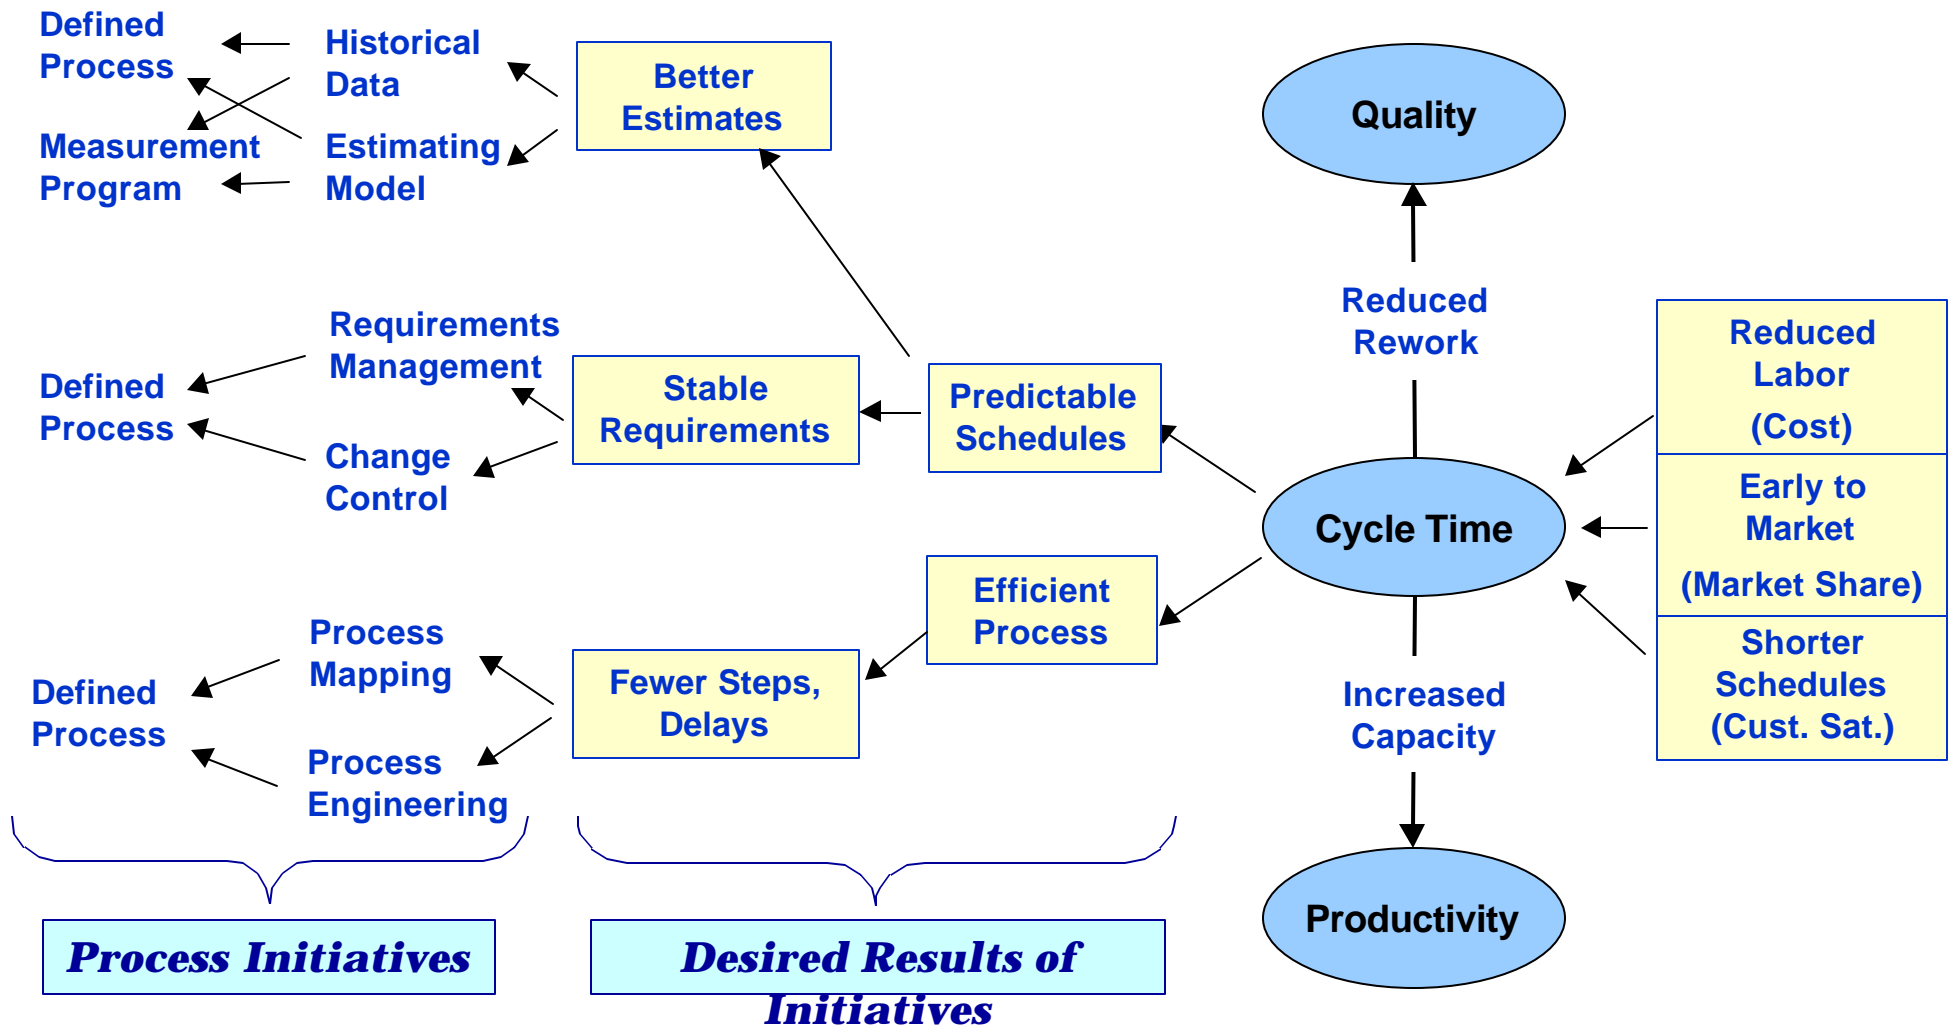 Defined
Process
Historical
Data
Measurement
Program
Estimating
Model
Better
Estimates
Quality
Reduced
Rework
Requirements
Management
Defined
Process
Change
Control
Stable
Requirements
Predictable
Schedules
Cycle Time
Reduced
Labor
(Cost)
Early to
Market
(Market Share)
Shorter
Schedules
(Cust. Sat.)
Efficient
Process
Process
Mapping
Defined
Process
Process
Engineering
Fewer Steps,
Delays
Increased
Capacity
Productivity
Process Initiatives
Desired Results of
Initiatives